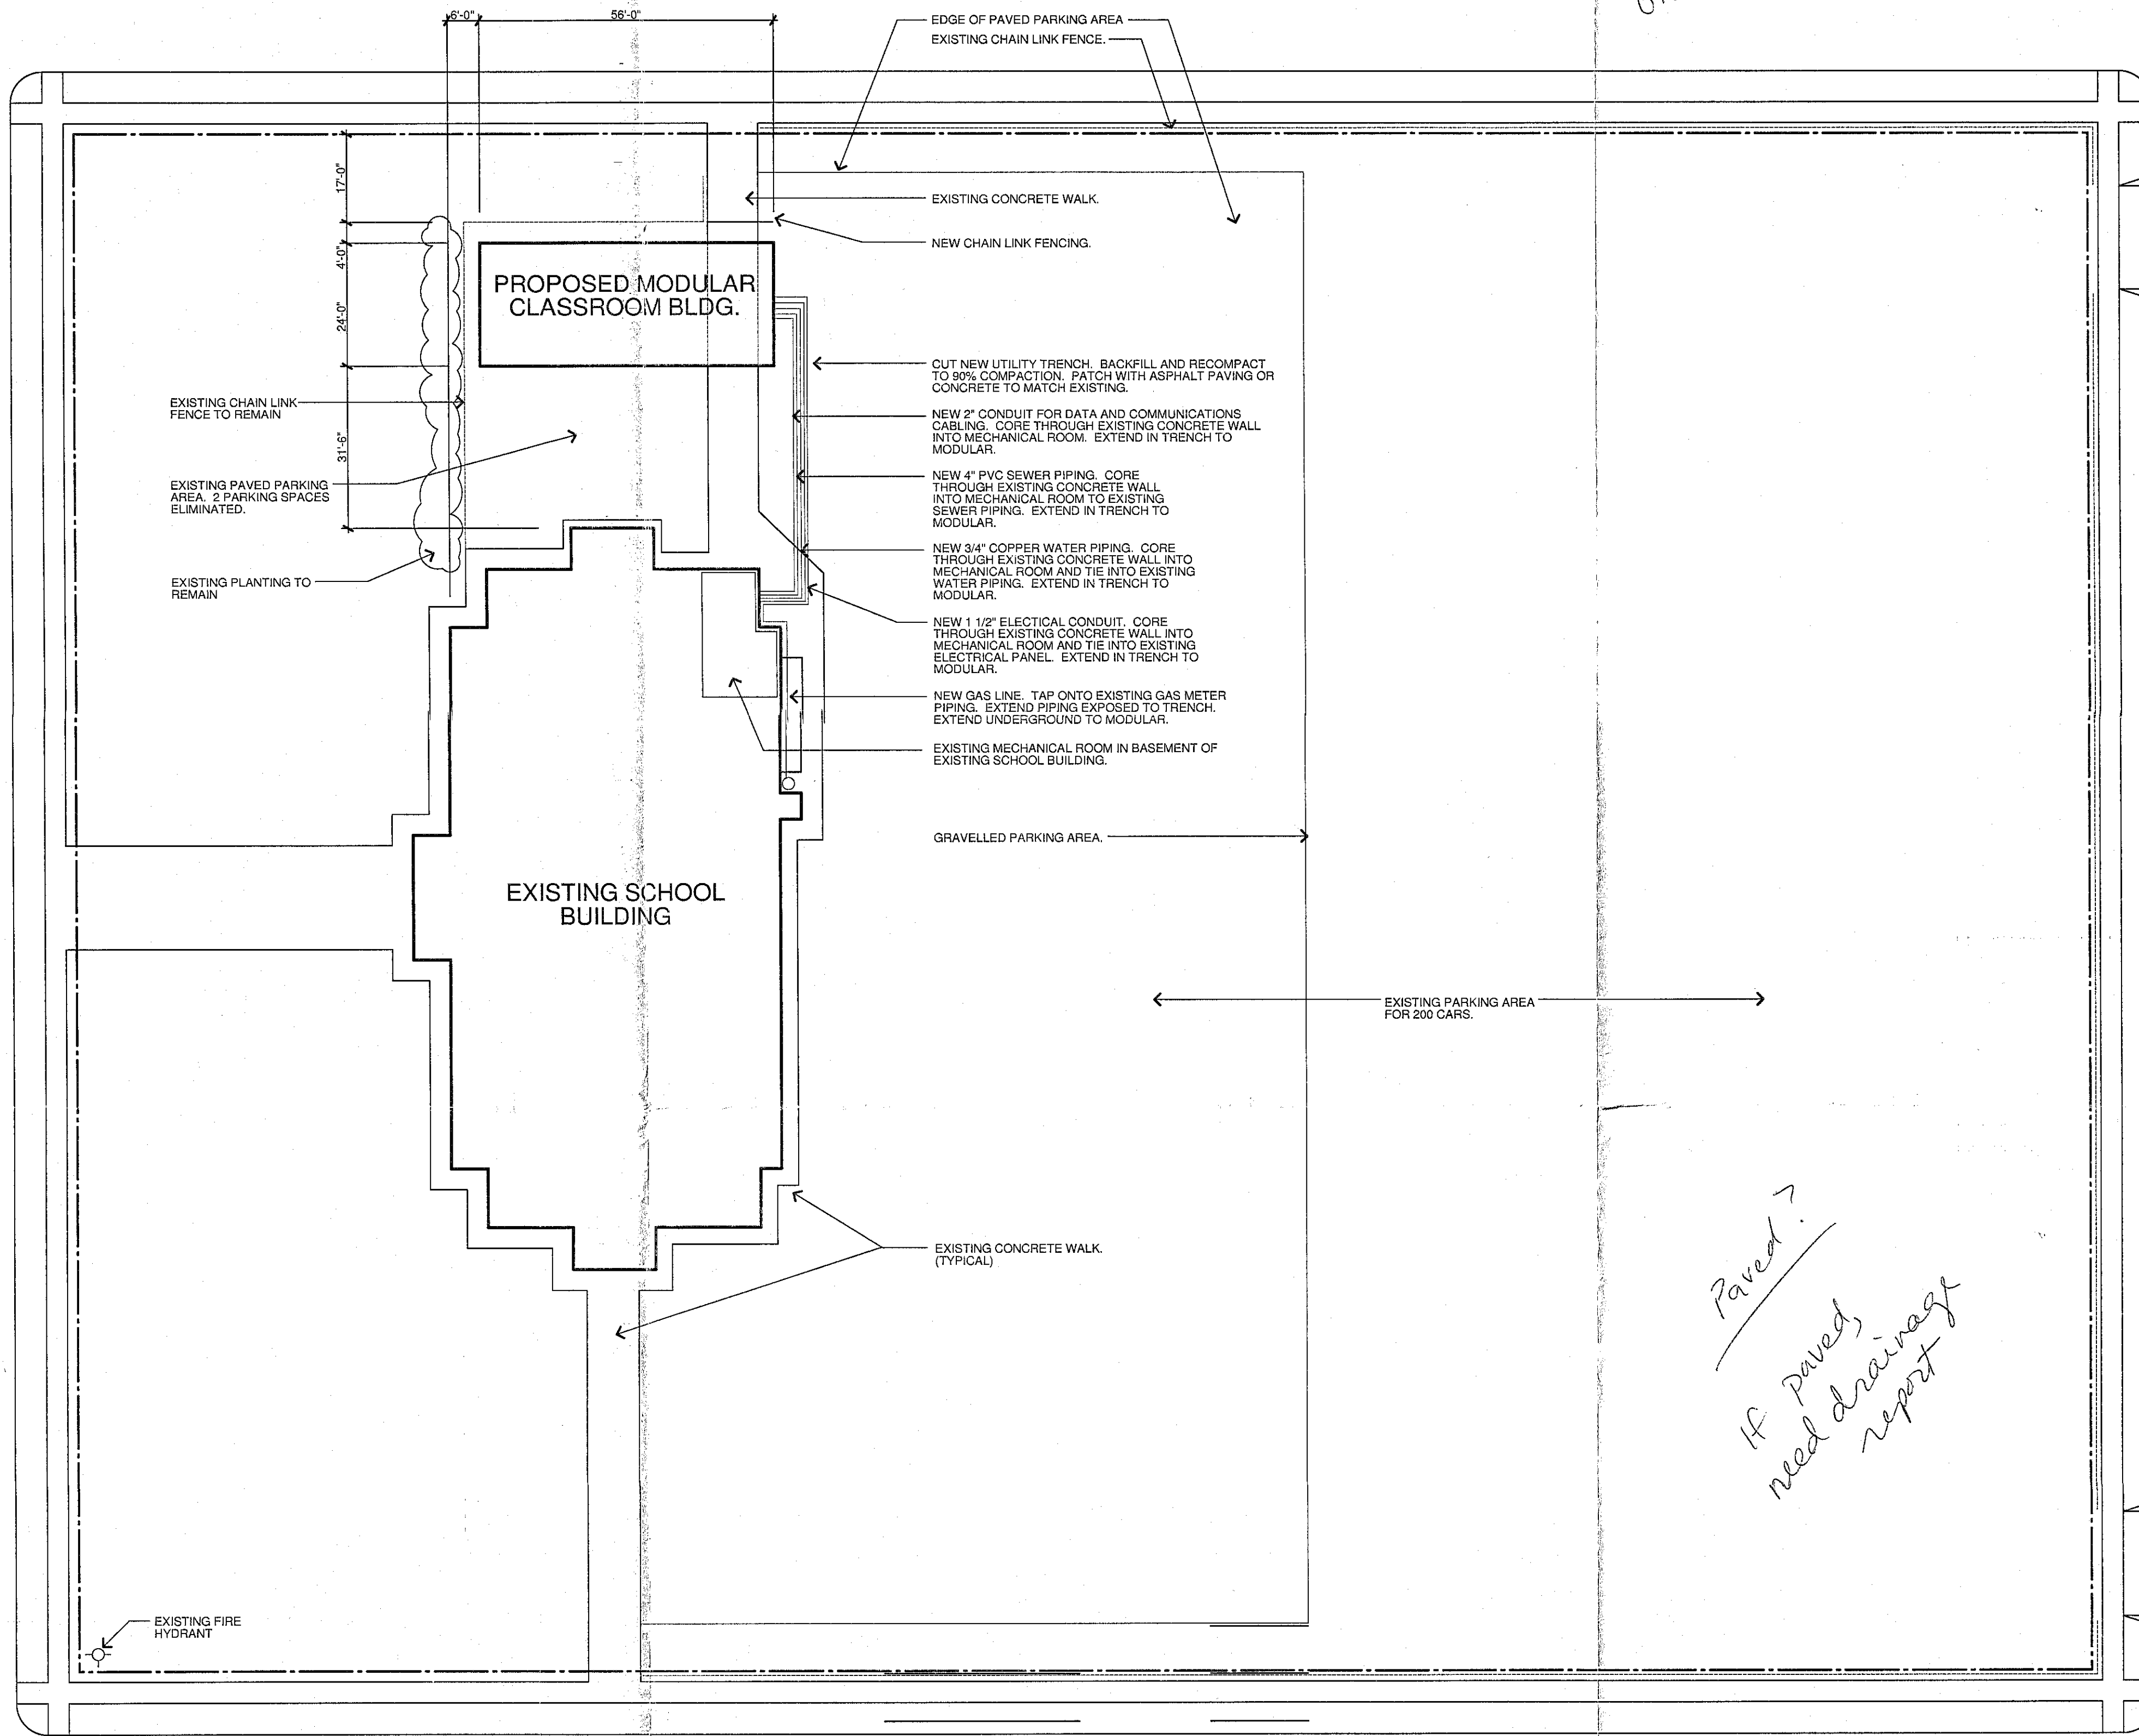 6'-0"
56'-0"
EDGE OF PAVED PARKING AREA
EXISTING CHAIN LINK FENCE.
17'-0"
EXISTING CONCRETE WALK.
NEW CHAIN LINK FENCING.
4'-0"
PROPOSED MODULAR
CLASSROOM BLDG.
24'-0"
CUT NEW UTILITY TRENCH. BACKFILL AND RECOMPACT
TO 90% COMPACTION. PATCH WITH ASPHALT PAVING OR
CONCRETE TO MATCH EXISTING.
EXISTING CHAIN LINK
FENCE TO REMAIN
NEW 2" CONDUIT FOR DATA AND COMMUNICATIONS
CABLING. CORE THROUGH EXISTING CONCRETE WALL
INTO MECHANICAL ROOM. EXTEND IN TRENCH TO
MODULAR.
31'-6"
EXISTING PAVED PARKING
AREA. 2 PARKING SPACES
ELIMINATED.
NEW 4" PVC SEWER PIPING. CORE
THROUGH EXISTING CONCRETE WALL
INTO MECHANICAL ROOM TO EXISTING
SEWER PIPING. EXTEND IN TRENCH TO
MODULAR.
EXISTING PLANTING TO
REMAIN
NEW 3/4" COPPER WATER PIPING. CORE
THROUGH EXISTING CONCRETE WALL INTO
MECHANICAL ROOM AND TIE INTO EXISTING
WATER PIPING. EXTEND IN TRENCH TO
MODULAR.
NEW 1 1/2" ELECTICAL CONDUIT. CORE
THROUGH EXISTING CONCRETE WALL INTO
MECHANICAL ROOM AND TIE INTO EXISTING
ELECTRICAL PANEL. EXTEND IN TRENCH TO
MODULAR.
NEW GAS LINE. TAP ONTO EXISTING GAS METER
PIPING. EXTEND PIPING EXPOSED TO TRENCH.
EXTEND UNDERGROUND TO MODULAR.
EXISTING MECHANICAL ROOM IN BASEMENT OF
EXISTING SCHOOL BUILDING.
GRAVELLED PARKING AREA.
EXISTING SCHOOL
BUILDING
EXISTING PARKING AREA
FOR 200 CARS.
EXISTING CONCRETE WALK.
(TYPICAL)
Paved?
If paved,
need drainage
report
EXISTING FIRE
HYDRANT